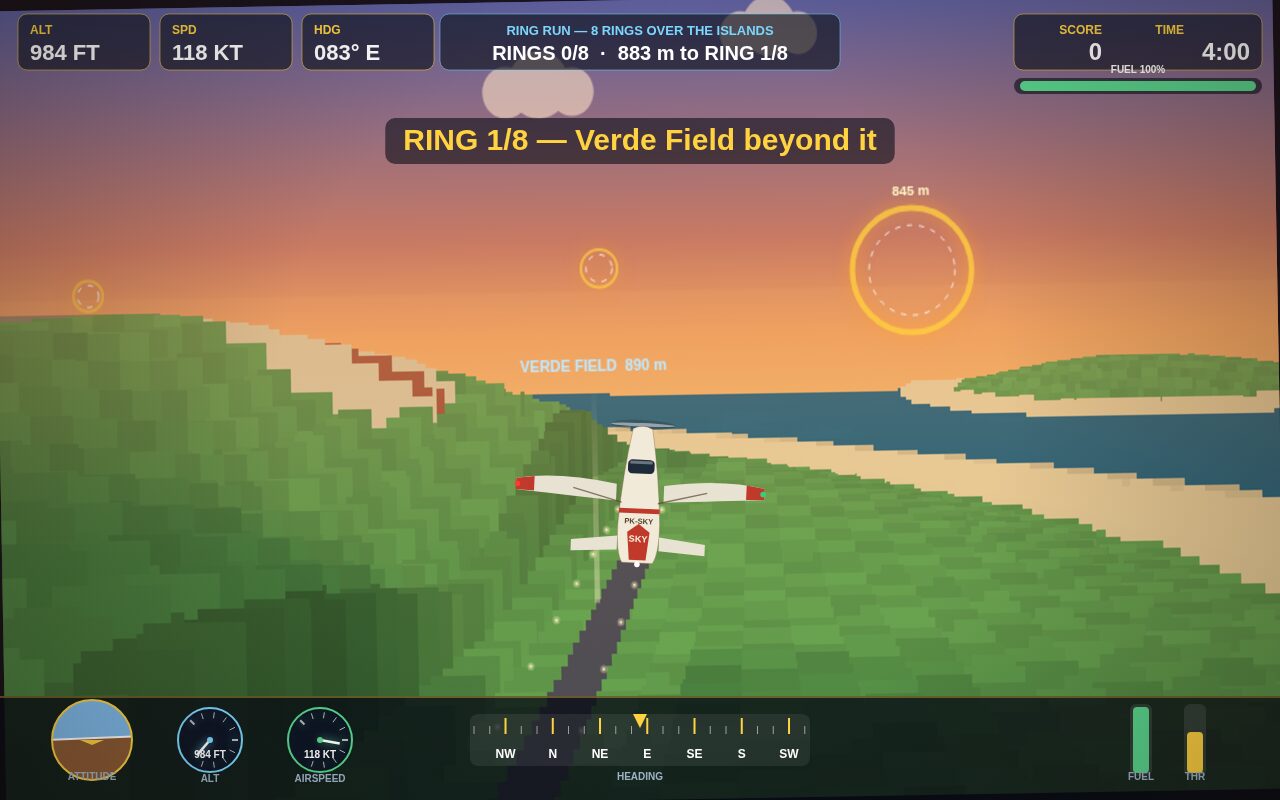 ALT
984 FT
SPD
118 KT
HDG
083° E
RING RUN — 8 RINGS OVER THE ISLANDS
RINGS 0/8 · 883 m to RING 1/8
SCORE
0
TIME
4:00
FUEL 100%
RING 1/8 — Verde Field beyond it
845 m
VERDE FIELD 890 m
PK-SKY
SKY
ATTITUDE
984 FT
ALT
118 KT
AIRSPEED
NW N NE E SE S SW
HEADING
FUEL
THR